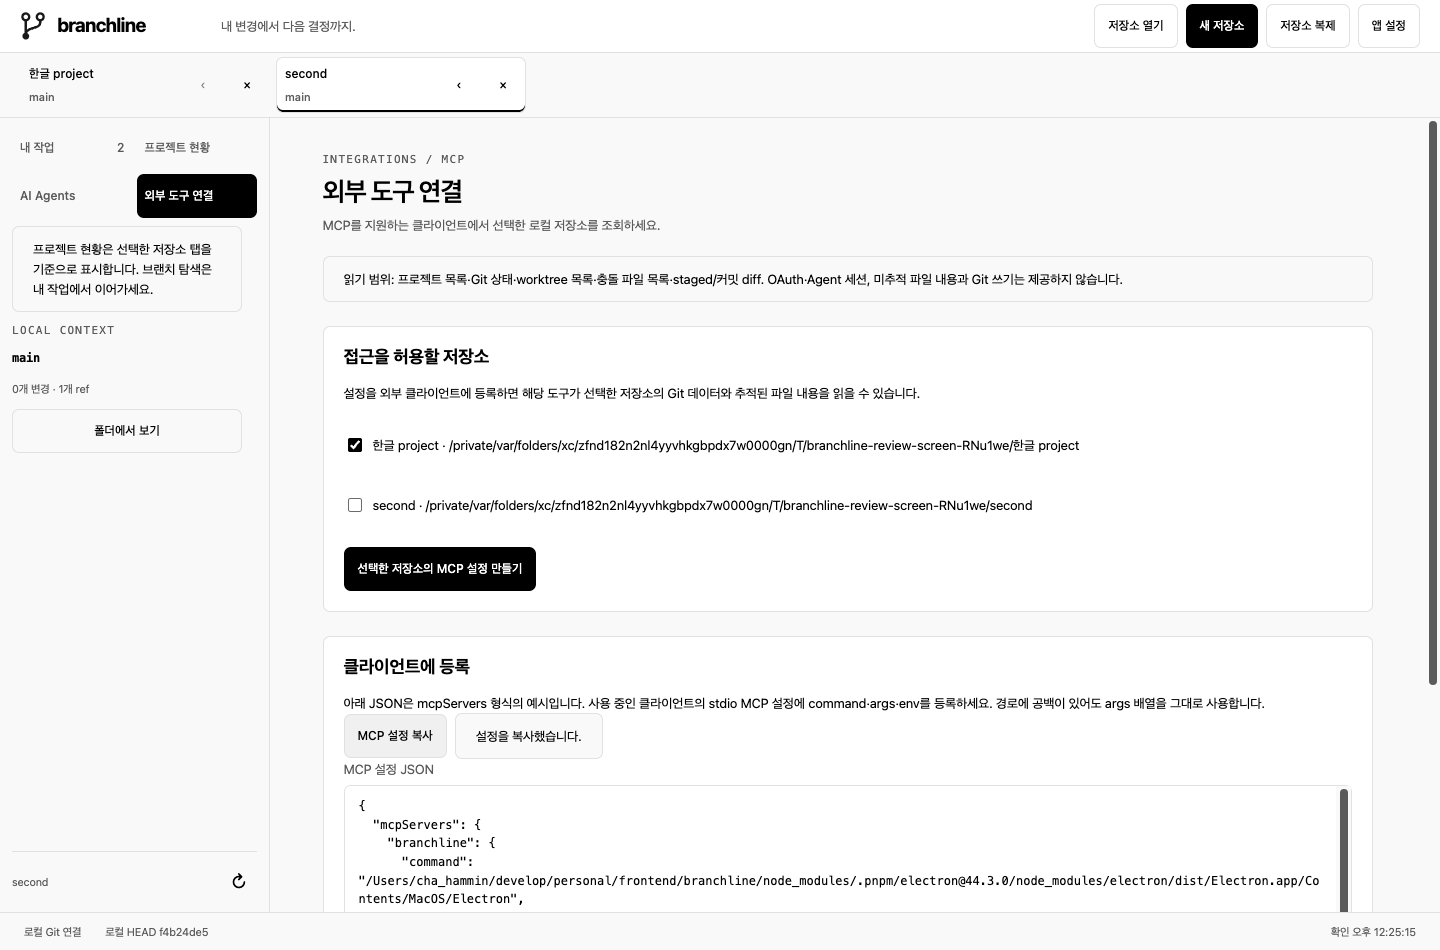 branchline
내 변경에서 다음 결정까지.
저장소 열기
새 저장소
저장소 복제
앱 설정
한글 project
main
‹
×
second
main
‹
×
내 작업
2
프로젝트 현황
AI Agents
외부 도구 연결
프로젝트 현황은 선택한 저장소 탭을
기준으로 표시합니다. 브랜치 탐색은
내 작업에서 이어가세요.
LOCAL CONTEXT
main
0개 변경 · 1개 ref
폴더에서 보기
second
INTEGRATIONS / MCP
외부 도구 연결
MCP를 지원하는 클라이언트에서 선택한 로컬 저장소를 조회하세요.
읽기 범위: 프로젝트 목록·Git 상태·worktree 목록·충돌 파일 목록·staged/커밋 diff. OAuth·Agent 세션, 미추적 파일 내용과 Git 쓰기는 제공하지 않습니다.
접근을 허용할 저장소
설정을 외부 클라이언트에 등록하면 해당 도구가 선택한 저장소의 Git 데이터와 추적된 파일 내용을 읽을 수 있습니다.
한글 project · /private/var/folders/xc/zfnd182n2nl4yyvhkgbpdx7w0000gn/T/branchline-review-screen-RNu1we/한글 project
second · /private/var/folders/xc/zfnd182n2nl4yyvhkgbpdx7w0000gn/T/branchline-review-screen-RNu1we/second
선택한 저장소의 MCP 설정 만들기
클라이언트에 등록
아래 JSON은 mcpServers 형식의 예시입니다. 사용 중인 클라이언트의 stdio MCP 설정에 command·args·env를 등록하세요. 경로에 공백이 있어도 args 배열을 그대로 사용합니다.
MCP 설정 복사
설정을 복사했습니다.
MCP 설정 JSON
{
"mcpServers": {
"branchline": {
"command":
"/Users/cha_hammin/develop/personal/frontend/branchline/node_modules/.pnpm/electron@44.3.0/node_modules/electron/dist/Electron.app/Co
ntents/MacOS/Electron",
로컬 Git 연결
로컬 HEAD f4b24de5
확인 오후 12:25:15